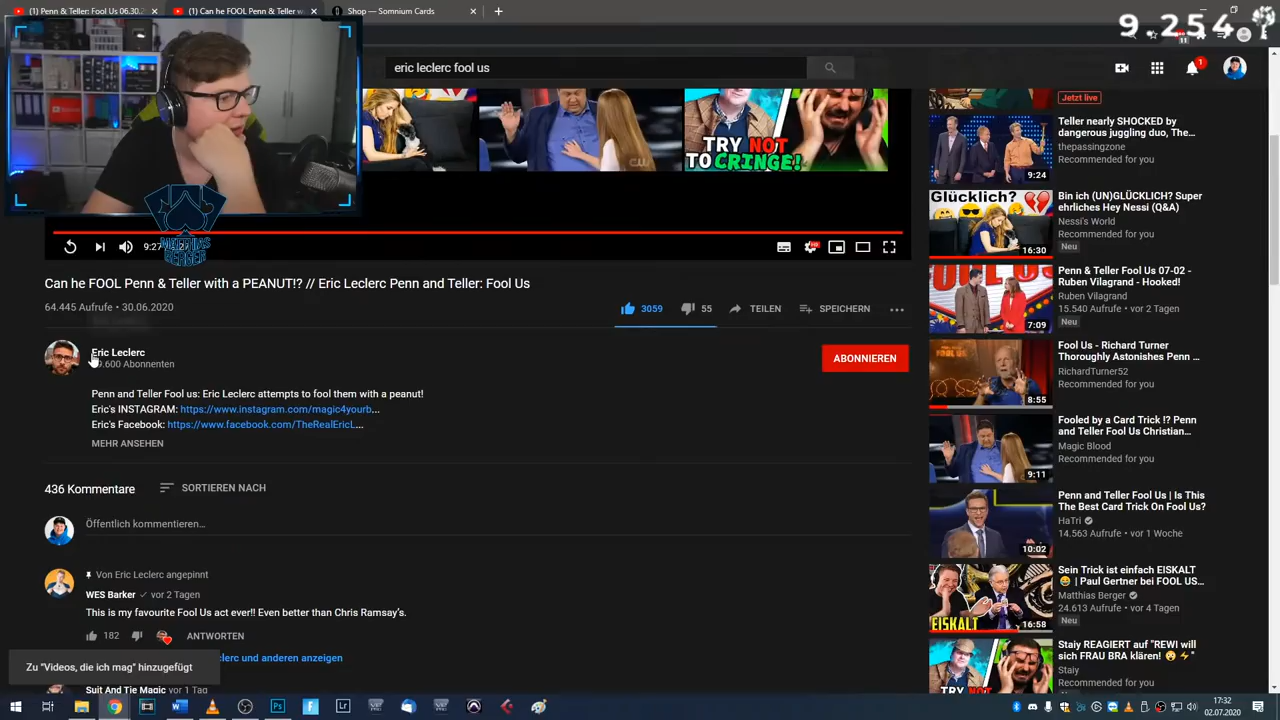 (1) Penn & Teller: Fool Us 06.30.2
(1) Can he FOOL Penn & Teller w
Shop — Somnium Cards
9.254
eric leclerc fool us
1
11
TRY NOT
TO CRINGE!
MATTHIAS
BERGER
9:27
Can he FOOL Penn & Teller with a PEANUT!? // Eric Leclerc Penn and Teller: Fool Us
64.445 Aufrufe • 30.06.2020
3059
55
TEILEN
SPEICHERN
Eric Leclerc
9.600 Abonnenten
ABONNIEREN
Penn and Teller Fool us: Eric Leclerc attempts to fool them with a peanut!
Eric's INSTAGRAM: https://www.instagram.com/magic4yourb...
Eric's Facebook: https://www.facebook.com/TheRealEricL...
MEHR ANSEHEN
436 Kommentare
SORTIEREN NACH
Öffentlich kommentieren...
Von Eric Leclerc angepinnt
WES Barker vor 2 Tagen
This is my favourite Fool Us act ever!! Even better than Chris Ramsay's.
182
ANTWORTEN
clerc und anderen anzeigen
Zu "Videos, die ich mag" hinzugefügt
Suit And Tie Magic vor 1 Tag
Jetzt live
Teller nearly SHOCKED by
dangerous juggling duo, The...
thepassingzone
Recommended for you
9:24
Glücklich?
Bin ich (UN)GLÜCKLICH? Super
ehrliches Hey Nessi (Q&A)
Nessi's World
Recommended for you
Neu
16:30
Penn & Teller Fool Us 07-02 -
Ruben Vilagrand - Hooked!
Ruben Vilagrand
15.540 Aufrufe • vor 2 Tagen
Neu
7:09
Fool Us - Richard Turner
Thoroughly Astonishes Penn ...
RichardTurner52
Recommended for you
8:55
Fooled by a Card Trick !? Penn
and Teller Fool Us Christian...
Magic Blood
Recommended for you
9:11
Penn and Teller Fool Us | Is This
The Best Card Trick On Fool Us?
HaTri
14.563 Aufrufe • vor 1 Woche
10:02
EISKALT
Sein Trick ist einfach EISKALT
😂 | Paul Gertner bei FOOL US...
Matthias Berger
24.613 Aufrufe • vor 4 Tagen
Neu
16:58
TRY NOT
Staiy REAGIERT auf "REWI will
sich FRAU BRA klären! 😨 ⚡"
Staiy
Recommended for you
17:32
02.07.2020